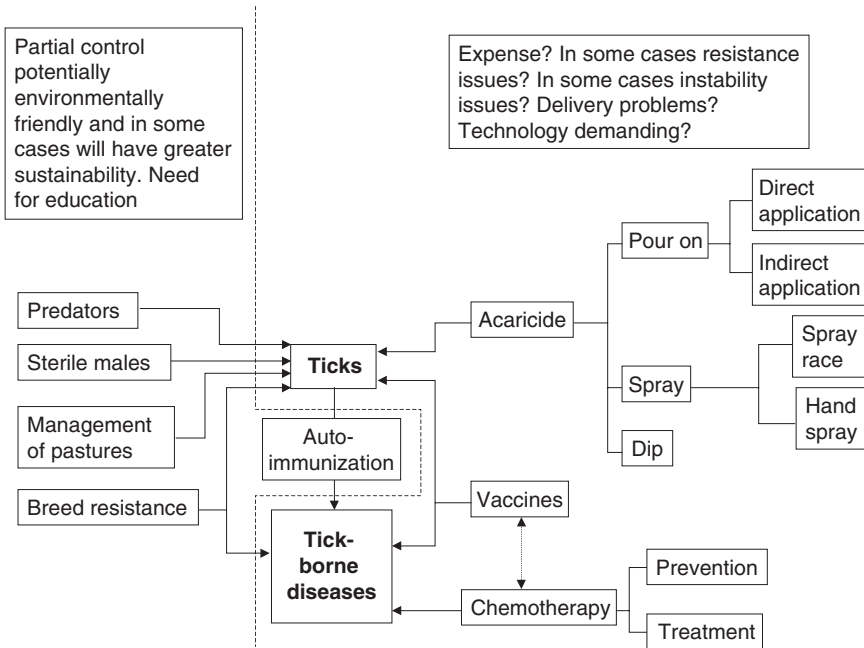 Partial control
potentially
environmentally
friendly and in some
cases will have greater
sustainability. Need
for education
Expense? In some cases resistance
issues? In some cases instability
issues? Delivery problems?
Technology demanding?
Direct
application
Pour on
Indirect
application
Predators
Acaricide
Spray
race
Sterile males
Ticks
Spray
Hand
spray
Management
of pastures
Auto-
immunization
Dip
Breed resistance
Vaccines
Tick-
borne
diseases
Prevention
Chemotherapy
Treatment